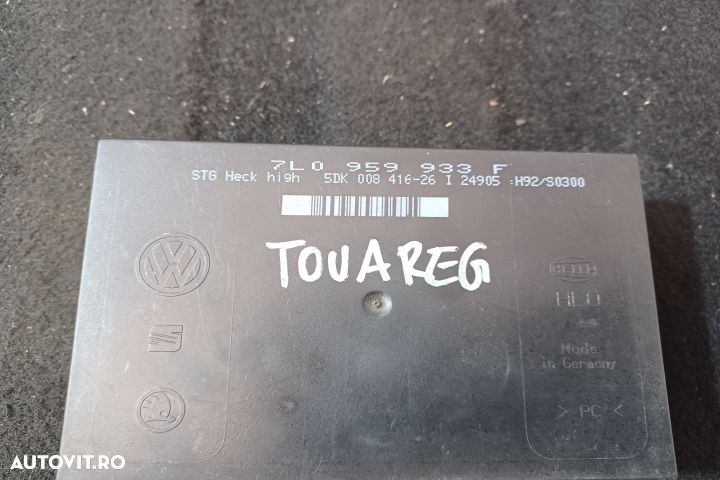 7L0 959 933 F
STG Heck high 5DK 008 416-26 I 24905 :H92/S0300
TOUAREG
HELLA
Made
in Germany
> PC <
AUTOVIT.RO